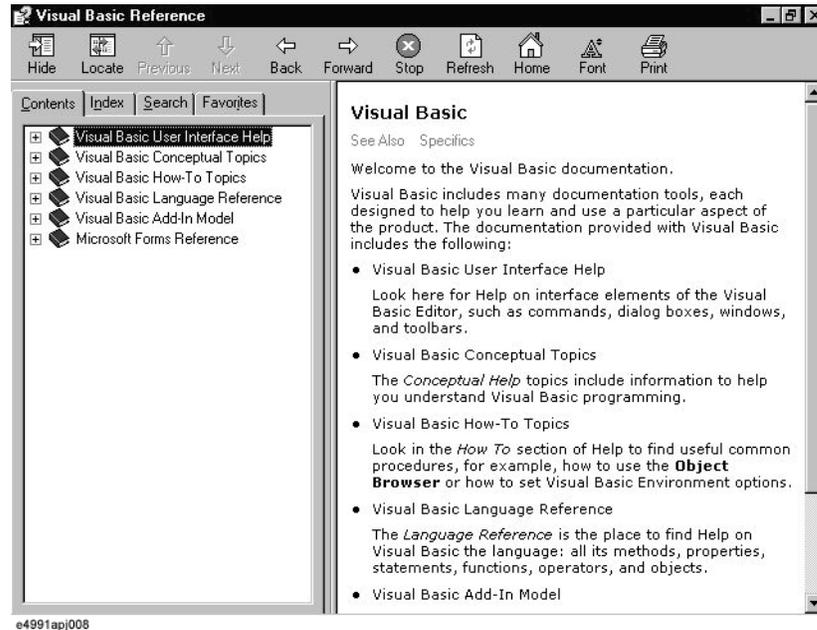 Visual Basic Reference
Hide Locate Previous Next Back Forward Stop Refresh Home Font Print
Contents Index Search Favorites
Visual Basic User Interface Help
Visual Basic Conceptual Topics
Visual Basic How-To Topics
Visual Basic Language Reference
Visual Basic Add-In Model
Microsoft Forms Reference
Visual Basic
See Also Specifics
Welcome to the Visual Basic documentation.
Visual Basic includes many documentation tools, each
designed to help you learn and use a particular aspect of
the product. The documentation provided with Visual Basic
includes the following:
• Visual Basic User Interface Help
Look here for Help on interface elements of the Visual
Basic Editor, such as commands, dialog boxes, windows,
and toolbars.
• Visual Basic Conceptual Topics
The Conceptual Help topics include information to help
you understand Visual Basic programming.
• Visual Basic How-To Topics
Look in the How To section of Help to find useful common
procedures, for example, how to use the Object
Browser or how to set Visual Basic Environment options.
• Visual Basic Language Reference
The Language Reference is the place to find Help on
Visual Basic the language: all its methods, properties,
statements, functions, operators, and objects.
• Visual Basic Add-In Model
e4991apj008